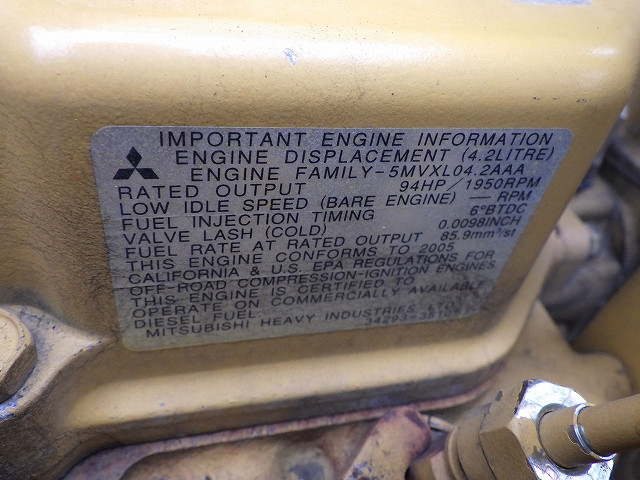 IMPORTANT ENGINE INFORMATION
ENGINE DISPLACEMENT (4.2LITRE)
ENGINE FAMILY-5MVXL04.2AAA
RATED OUTPUT 94HP/1950RPM
LOW IDLE SPEED (BARE ENGINE) — RPM
FUEL INJECTION TIMING 6°BTDC
VALVE LASH (COLD) 0.0098INCH
FUEL RATE AT RATED OUTPUT 85.9mm³/st
THIS ENGINE CONFORMS TO 2005
CALIFORNIA & U.S. EPA REGULATIONS FOR
OFF-ROAD COMPRESSION-IGNITION ENGINES
THIS ENGINE IS CERTIFIED TO
OPERATE ON COMMERCIALLY AVAILABLE
DIESEL FUEL
MITSUBISHI HEAVY INDUSTRIES, LTD.